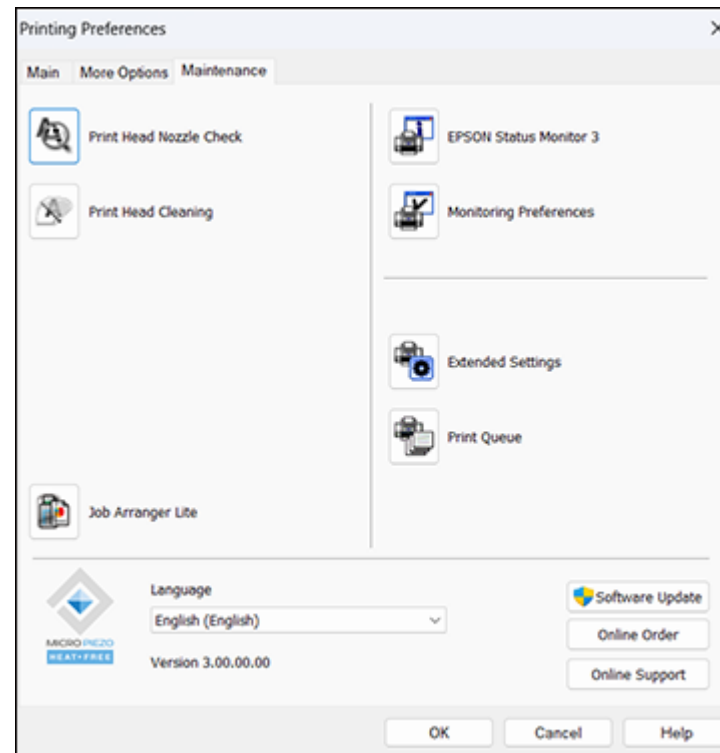 Printing Preferences
Main
More Options
Maintenance
Print Head Nozzle Check
Print Head Cleaning
Job Arranger Lite
EPSON Status Monitor 3
Monitoring Preferences
Extended Settings
Print Queue
MICRO PIEZO
HEAT-FREE
Language
English (English)
Version 3.00.00.00
Software Update
Online Order
Online Support
OK
Cancel
Help